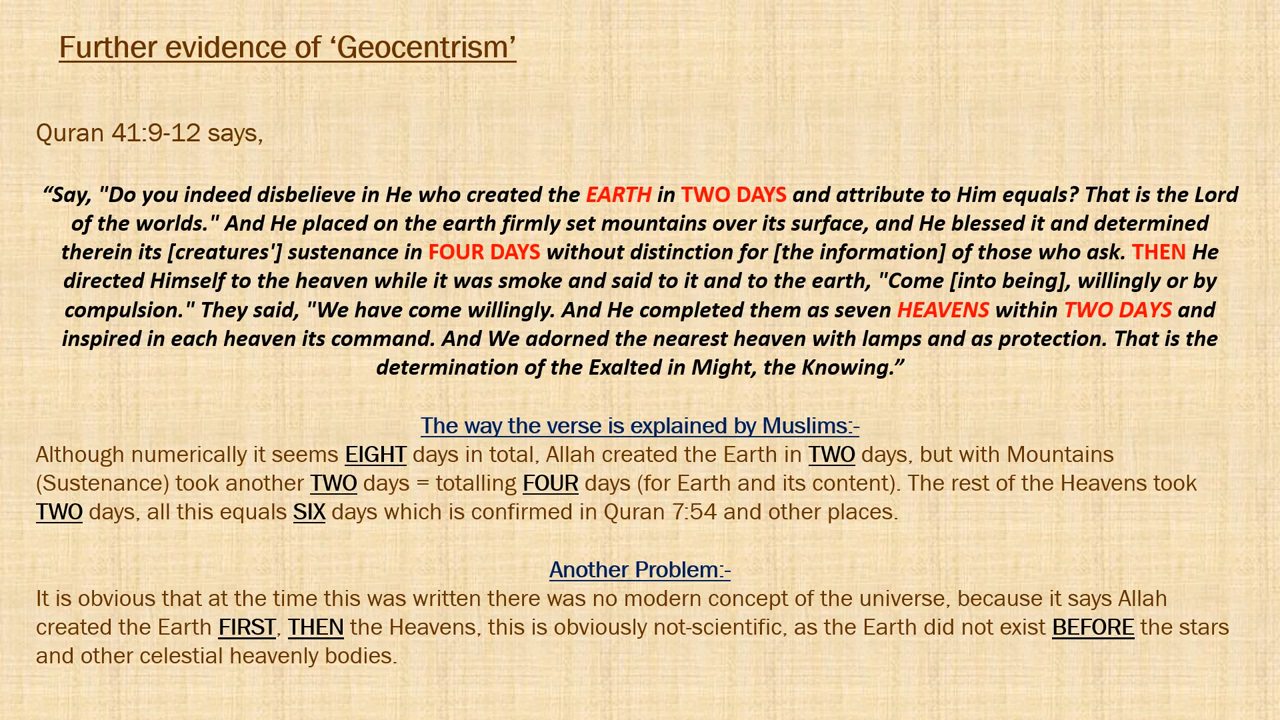 Further evidence of ‘Geocentrism’
Quran 41:9-12 says,
“Say, "Do you indeed disbelieve in He who created the EARTH in TWO DAYS and attribute to Him equals? That is the Lord
of the worlds." And He placed on the earth firmly set mountains over its surface, and He blessed it and determined
therein its [creatures'] sustenance in FOUR DAYS without distinction for [the information] of those who ask. THEN He
directed Himself to the heaven while it was smoke and said to it and to the earth, "Come [into being], willingly or by
compulsion." They said, "We have come willingly. And He completed them as seven HEAVENS within TWO DAYS and
inspired in each heaven its command. And We adorned the nearest heaven with lamps and as protection. That is the
determination of the Exalted in Might, the Knowing.”
The way the verse is explained by Muslims:-
Although numerically it seems EIGHT days in total, Allah created the Earth in TWO days, but with Mountains
(Sustenance) took another TWO days = totalling FOUR days (for Earth and its content). The rest of the Heavens took
TWO days, all this equals SIX days which is confirmed in Quran 7:54 and other places.
Another Problem:-
It is obvious that at the time this was written there was no modern concept of the universe, because it says Allah
created the Earth FIRST, THEN the Heavens, this is obviously not-scientific, as the Earth did not exist BEFORE the stars
and other celestial heavenly bodies.